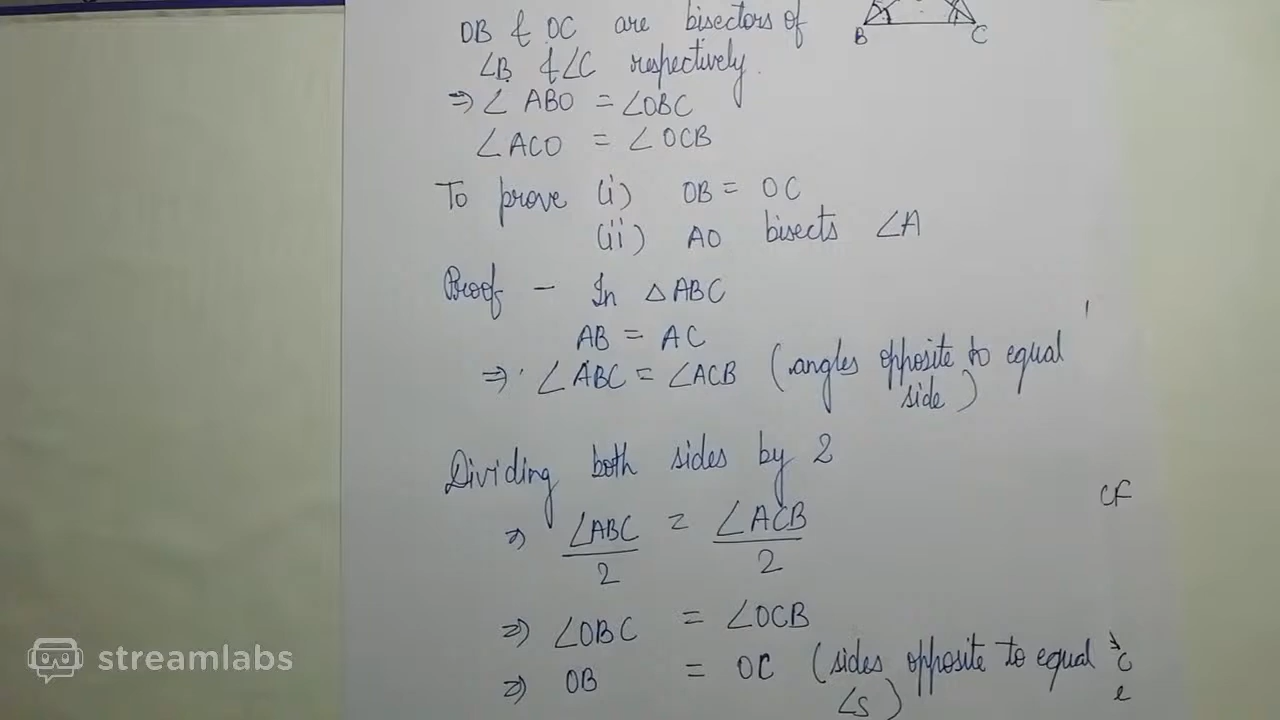 OB & OC are bisectors of
∠B & ∠C respectively.
B C
⇒ ∠ ABO = ∠OBC
∠ACO = ∠OCB
To prove (i) OB = OC
(ii) AO bisects ∠A
Proof - In △ABC
AB = AC
⇒ ∠ABC = ∠ACB (angles opposite to equal
side)
Dividing both sides by 2
⇒ ∠ABC/2 = ∠ACB/2
CF
⇒ ∠OBC = ∠OCB
⇒ OB = OC (sides opposite to equal
∠s)
streamlabs